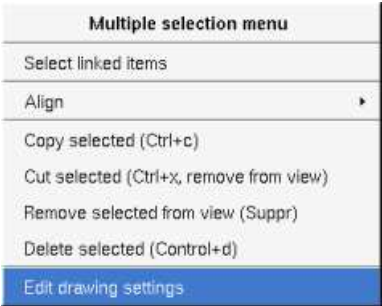 Multiple selection menu
Select linked items
Align
Copy selected (Ctrl+c)
Cut selected (Ctrl+x, remove from view)
Remove selected from view (Suppr)
Delete selected (Control+d)
Edit drawing settings